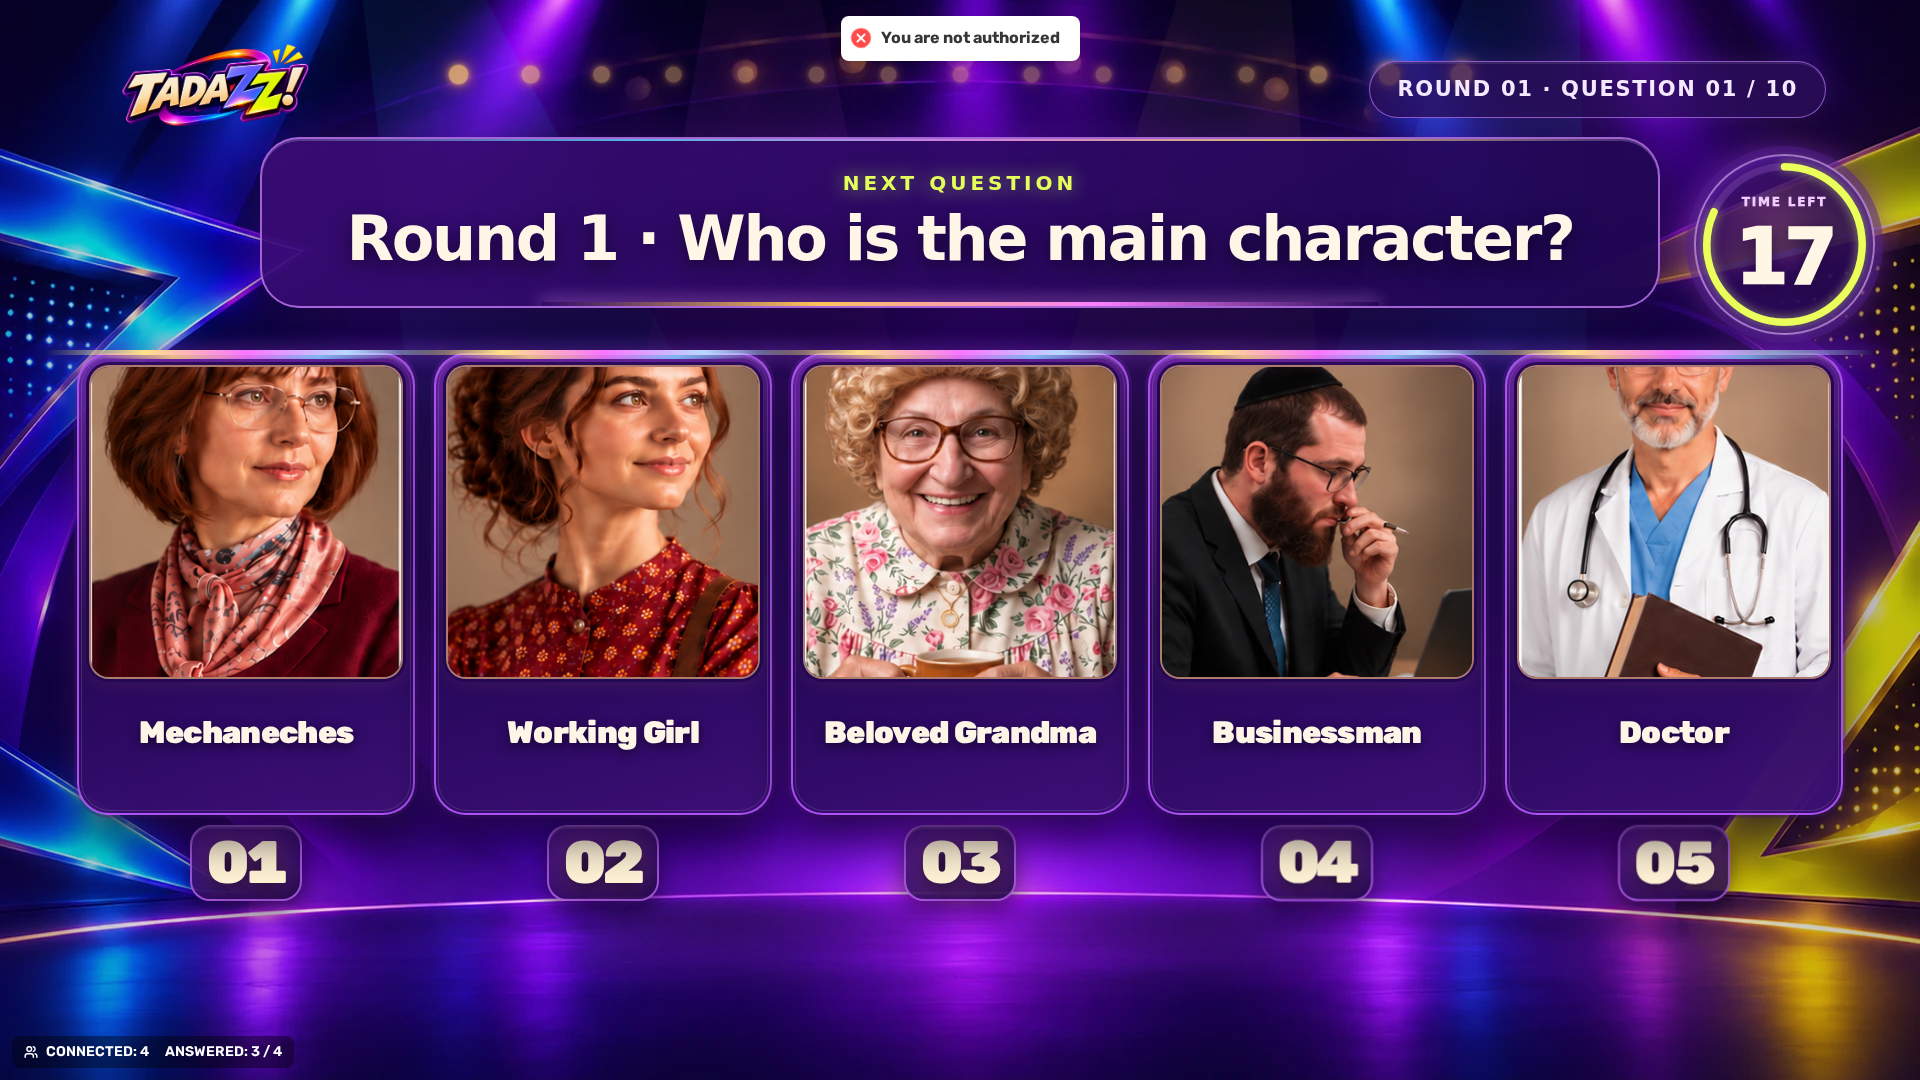 You are not authorized
TADAZZ!
ROUND 01 · QUESTION 01 / 10
NEXT QUESTION
Round 1 · Who is the main character?
TIME LEFT
17
Mechaneches
Working Girl
Beloved Grandma
Businessman
Doctor
01
02
03
04
05
CONNECTED: 4 ANSWERED: 3 / 4